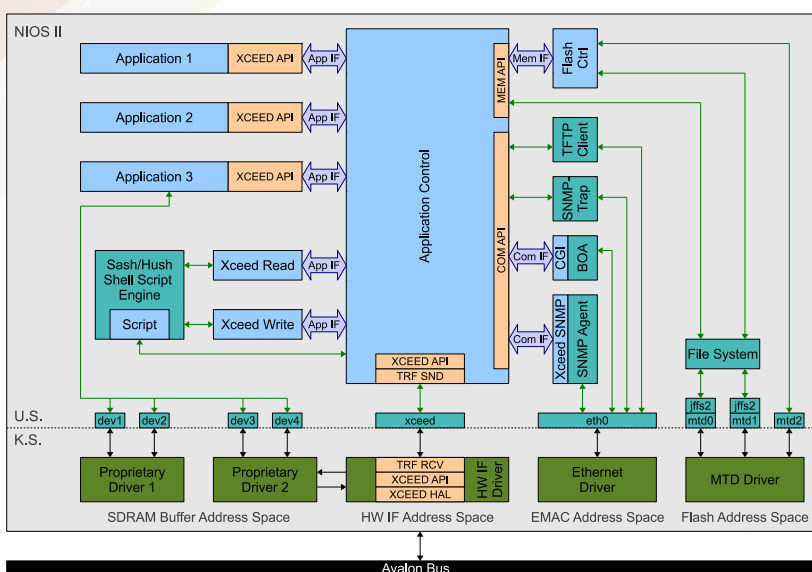 NIOS II
Application 1
XCEED API
App IF
Application 2
XCEED API
App IF
Application 3
XCEED API
App IF
Sash/Hush
Shell Script
Engine
Script
Xceed Read
App IF
Xceed Write
App IF
Application Control
MEM API
COM API
XCEED API
TRF SND
Mem IF
Flash
Ctrl
TFTP
Client
SNMP-
Trap
Com IF
CGI
BOA
Com IF
Xceed SNMP
SNMP Agent
File System
jffs2
mtd0
jffs2
mtd1
mtd2
U.S.
dev1
dev2
dev3
dev4
xceed
eth0
K.S.
Proprietary
Driver 1
Proprietary
Driver 2
TRF RCV
XCEED API
XCEED HAL
HW IF
Driver
Ethernet
Driver
MTD Driver
SDRAM Buffer Address Space
HW IF Address Space
EMAC Address Space
Flash Address Space
Avalon Bus